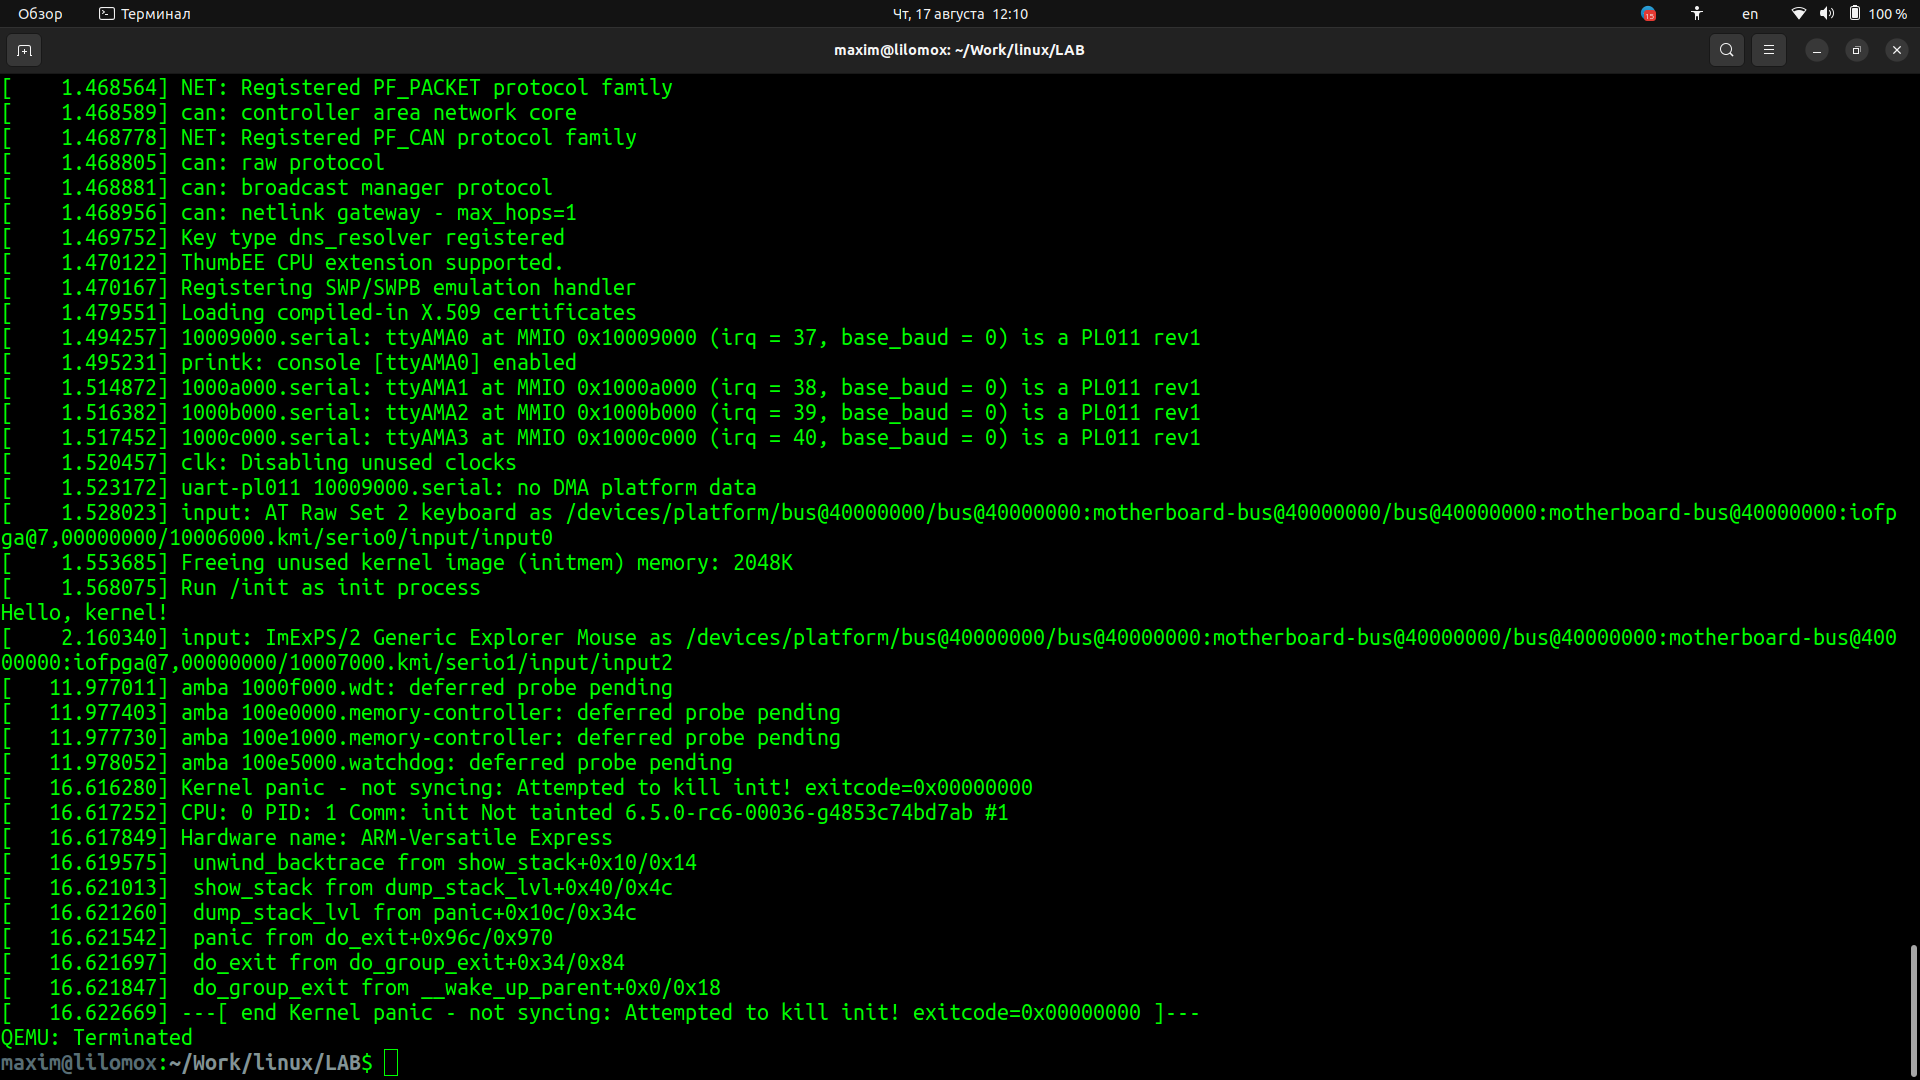 Обзор Терминал Чт, 17 августа 12:10 15 en 100 %
maxim@lilomox: ~/Work/linux/LAB
[    1.468564] NET: Registered PF_PACKET protocol family
[    1.468589] can: controller area network core
[    1.468778] NET: Registered PF_CAN protocol family
[    1.468805] can: raw protocol
[    1.468881] can: broadcast manager protocol
[    1.468956] can: netlink gateway - max_hops=1
[    1.469752] Key type dns_resolver registered
[    1.470122] ThumbEE CPU extension supported.
[    1.470167] Registering SWP/SWPB emulation handler
[    1.479551] Loading compiled-in X.509 certificates
[    1.494257] 10009000.serial: ttyAMA0 at MMIO 0x10009000 (irq = 37, base_baud = 0) is a PL011 rev1
[    1.495231] printk: console [ttyAMA0] enabled
[    1.514872] 1000a000.serial: ttyAMA1 at MMIO 0x1000a000 (irq = 38, base_baud = 0) is a PL011 rev1
[    1.516382] 1000b000.serial: ttyAMA2 at MMIO 0x1000b000 (irq = 39, base_baud = 0) is a PL011 rev1
[    1.517452] 1000c000.serial: ttyAMA3 at MMIO 0x1000c000 (irq = 40, base_baud = 0) is a PL011 rev1
[    1.520457] clk: Disabling unused clocks
[    1.523172] uart-pl011 10009000.serial: no DMA platform data
[    1.528023] input: AT Raw Set 2 keyboard as /devices/platform/bus@40000000/bus@40000000:motherboard-bus@40000000/bus@40000000:motherboard-bus@40000000:iofp
ga@7,00000000/10006000.kmi/serio0/input/input0
[    1.553685] Freeing unused kernel image (initmem) memory: 2048K
[    1.568075] Run /init as init process
Hello, kernel!
[    2.160340] input: ImExPS/2 Generic Explorer Mouse as /devices/platform/bus@40000000/bus@40000000:motherboard-bus@40000000/bus@40000000:motherboard-bus@400
00000:iofpga@7,00000000/10007000.kmi/serio1/input/input2
[   11.977011] amba 1000f000.wdt: deferred probe pending
[   11.977403] amba 100e0000.memory-controller: deferred probe pending
[   11.977730] amba 100e1000.memory-controller: deferred probe pending
[   11.978052] amba 100e5000.watchdog: deferred probe pending
[   16.616280] Kernel panic - not syncing: Attempted to kill init! exitcode=0x00000000
[   16.617252] CPU: 0 PID: 1 Comm: init Not tainted 6.5.0-rc6-00036-g4853c74bd7ab #1
[   16.617849] Hardware name: ARM-Versatile Express
[   16.619575]  unwind_backtrace from show_stack+0x10/0x14
[   16.621013]  show_stack from dump_stack_lvl+0x40/0x4c
[   16.621260]  dump_stack_lvl from panic+0x10c/0x34c
[   16.621542]  panic from do_exit+0x96c/0x970
[   16.621697]  do_exit from do_group_exit+0x34/0x84
[   16.621847]  do_group_exit from __wake_up_parent+0x0/0x18
[   16.622669] ---[ end Kernel panic - not syncing: Attempted to kill init! exitcode=0x00000000 ]---
QEMU: Terminated
maxim@lilomox:~/Work/linux/LAB$